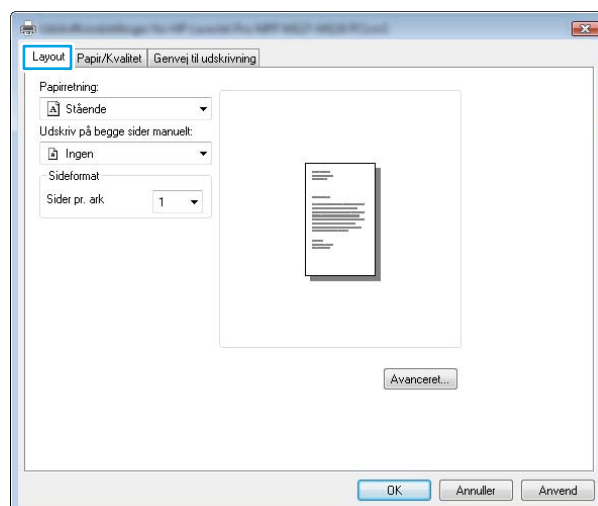 Layout
Papir/Kvalitet
Genvej til udskrivning
Papirretning:
A Stående
Udskriv på begge sider manuelt:
Ingen
Sideformat
Sider pr. ark
1
Avanceret...
OK
Annuller
Anvend